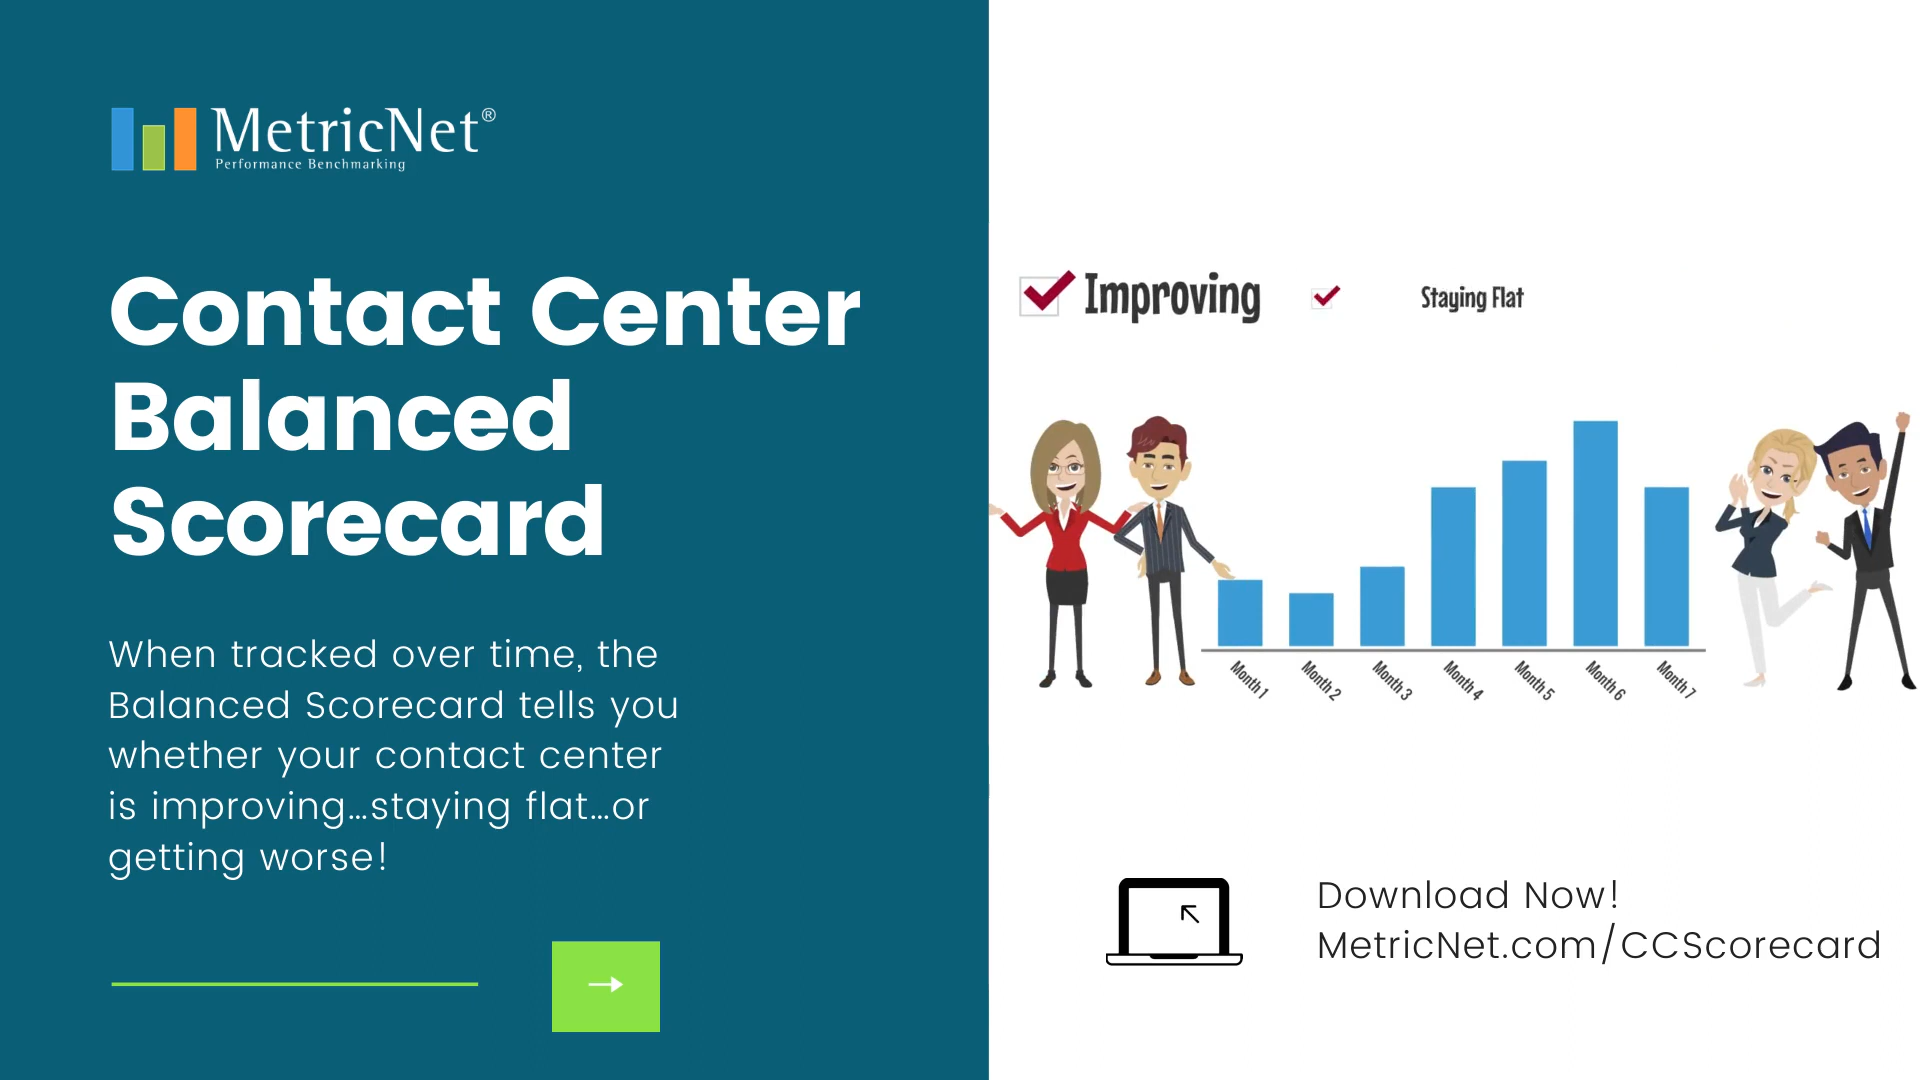 MetricNet®
Performance Benchmarking
Contact Center
Balanced
Scorecard
When tracked over time, the
Balanced Scorecard tells you
whether your contact center
is improving...staying flat...or
getting worse!
Improving
Staying Flat
Month 1
Month 2
Month 3
Month 4
Month 5
Month 6
Month 7
Download Now!
MetricNet.com/CCScorecard